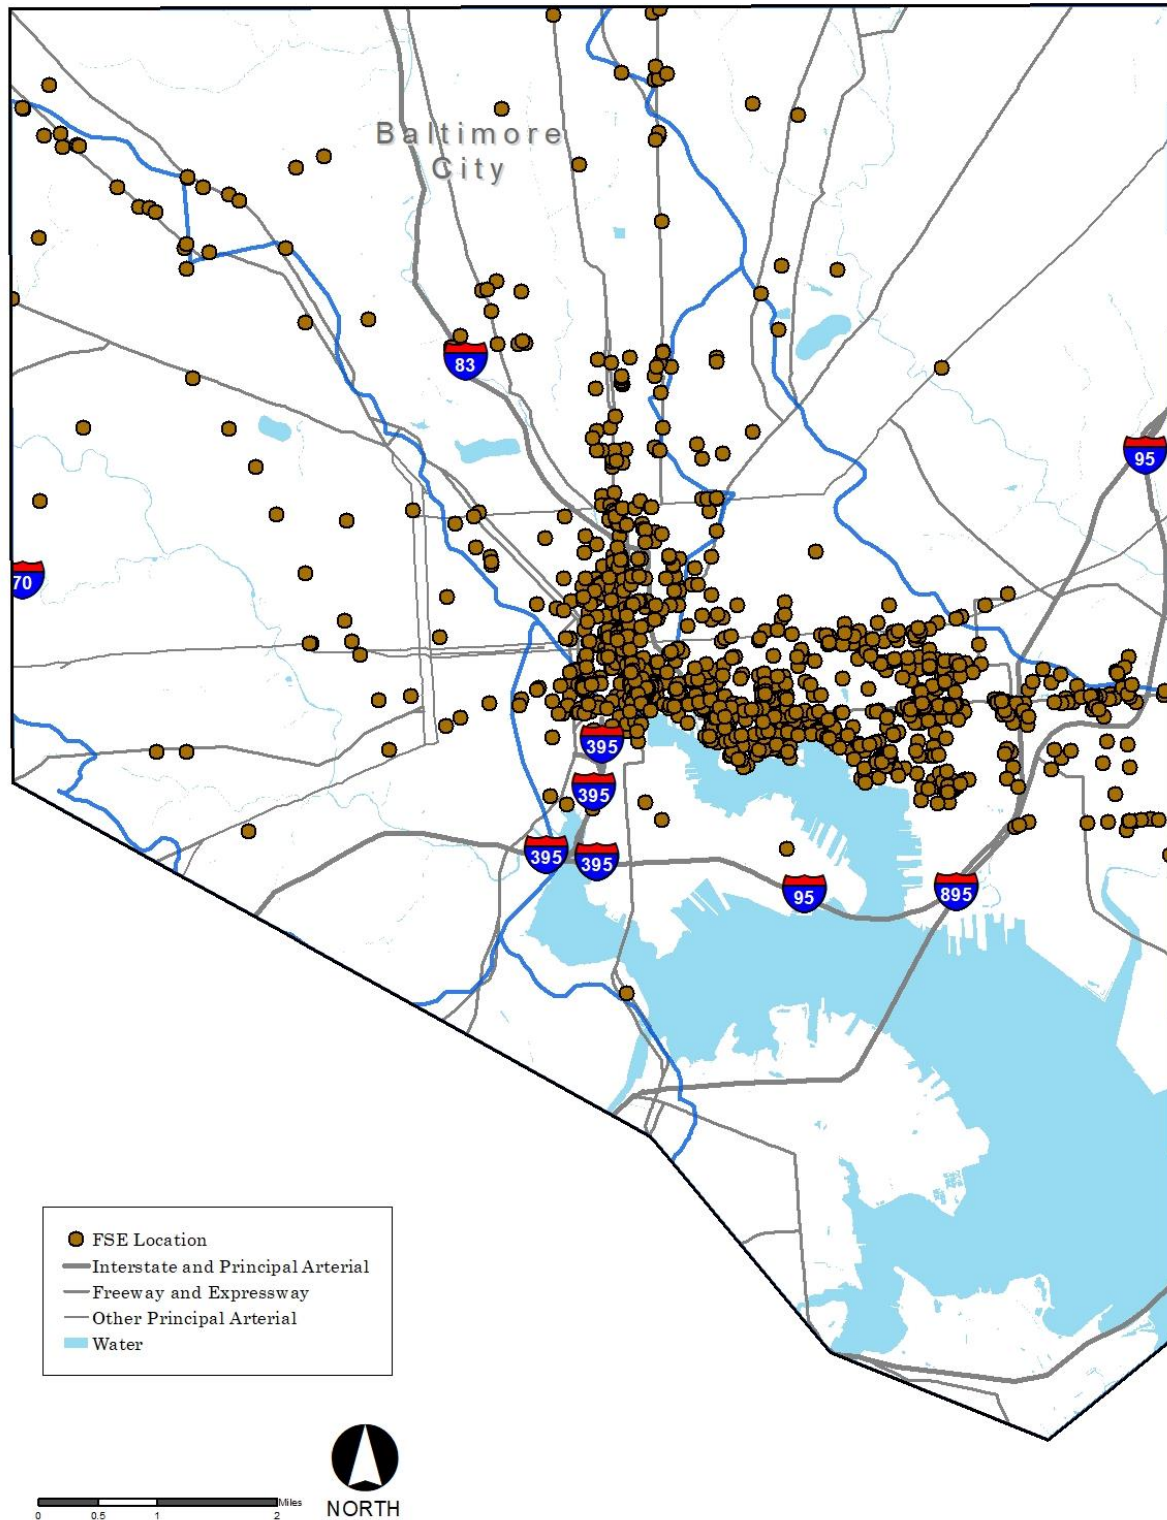 Baltimore
City
83
95
70
395
395
395
395
95
895
FSE Location
Interstate and Principal Arterial
Freeway and Expressway
Other Principal Arterial
Water
NORTH
Miles
0 0.5 1 2